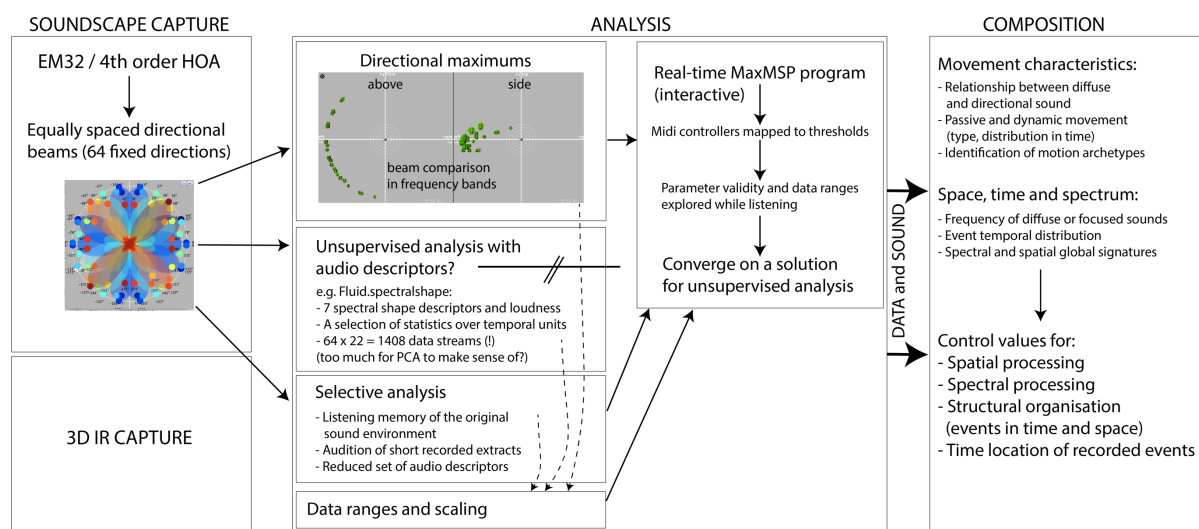 SOUNDSCAPE CAPTURE
EM32 / 4th order HOA
Equally spaced directional
beams (64 fixed directions)
3D IR CAPTURE
ANALYSIS
Directional maximums
above
side
beam comparison
in frequency bands
Unsupervised analysis with
audio descriptors?
e.g. Fluid.spectralshape:
- 7 spectral shape descriptors and loudness
- A selection of statistics over temporal units
- 64 x 22 = 1408 data streams (!)
(too much for PCA to make sense of?)
Selective analysis
- Listening memory of the original
sound environment
- Audition of short recorded extracts
- Reduced set of audio descriptors
Data ranges and scaling
Real-time MaxMSP program
(interactive)
Midi controllers mapped to thresholds
Parameter validity and data ranges
explored while listening
Converge on a solution
for unsupervised analysis
DATA and SOUND
COMPOSITION
Movement characteristics:
- Relationship between diffuse
and directional sound
- Passive and dynamic movement
(type, distribution in time)
- Identification of motion archetypes
Space, time and spectrum:
- Frequency of diffuse or focused sounds
- Event temporal distribution
- Spectral and spatial global signatures
Control values for:
- Spatial processing
- Spectral processing
- Structural organisation
(events in time and space)
- Time location of recorded events